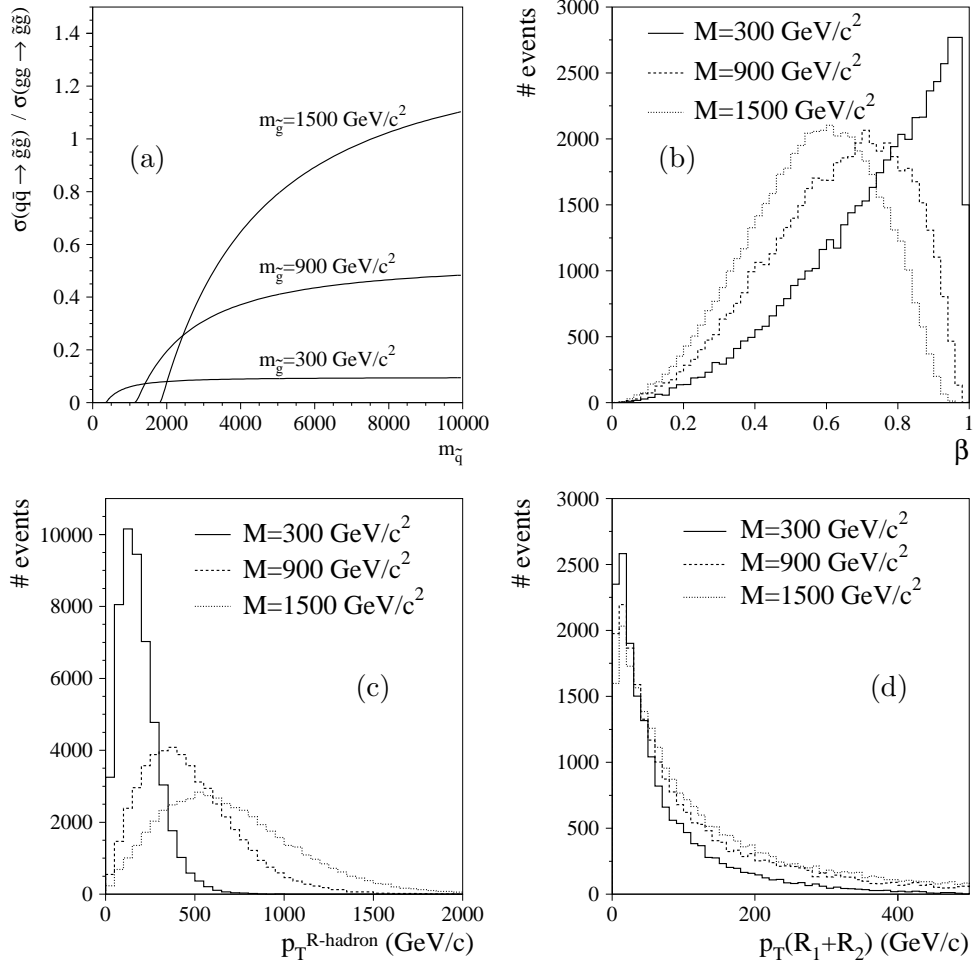 σ(qq̄ → g̃g̃) / σ(gg → g̃g̃)
1.4
1.2
1
0.8
0.6
0.4
0.2
0
(a)
m_g̃=1500 GeV/c²
m_g̃=900 GeV/c²
m_g̃=300 GeV/c²
0 2000 4000 6000 8000 10000
m_q̃
# events
3000
2500
2000
1500
1000
500
0
M=300 GeV/c²
M=900 GeV/c²
M=1500 GeV/c²
(b)
0 0.2 0.4 0.6 0.8 1
β
# events
10000
8000
6000
4000
2000
0
M=300 GeV/c²
M=900 GeV/c²
M=1500 GeV/c²
(c)
0 500 1000 1500 2000
p_T^R-hadron (GeV/c)
# events
3000
2500
2000
1500
1000
500
0
M=300 GeV/c²
M=900 GeV/c²
M=1500 GeV/c²
(d)
0 200 400
p_T(R₁+R₂) (GeV/c)